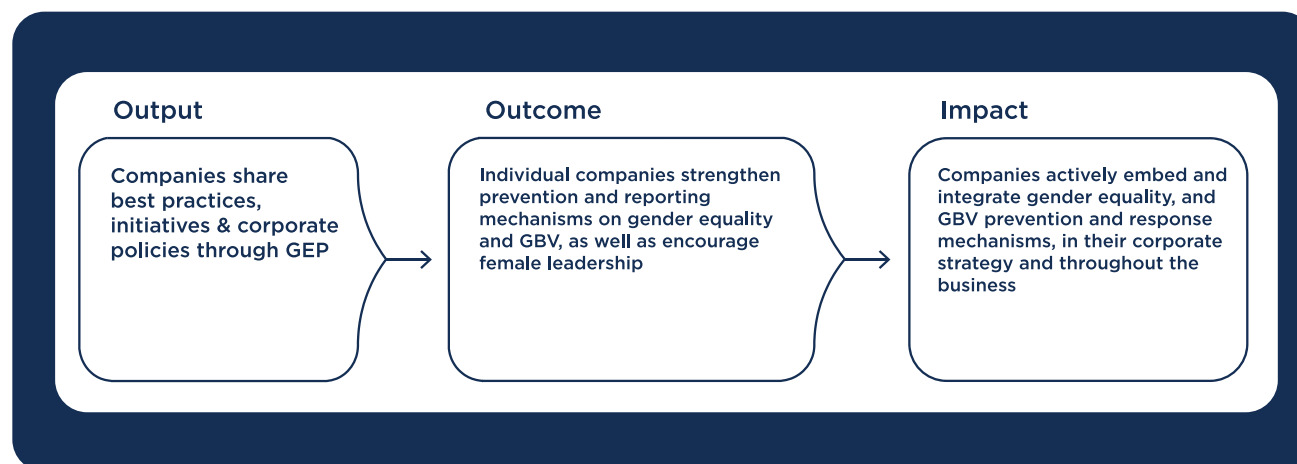 Output
Companies share
best practices,
initiatives & corporate
policies through GEP
Outcome
Individual companies strengthen
prevention and reporting
mechanisms on gender equality
and GBV, as well as encourage
female leadership
Impact
Companies actively embed and
integrate gender equality, and
GBV prevention and response
mechanisms, in their corporate
strategy and throughout the
business